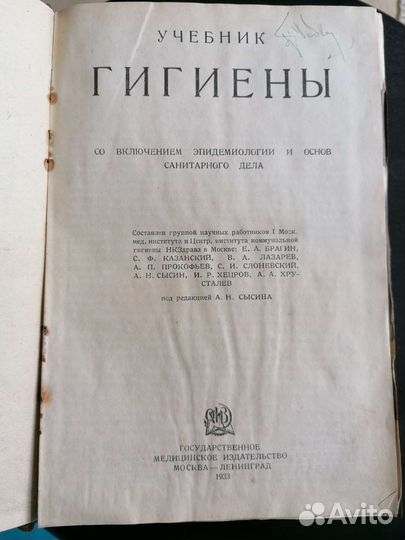 УЧЕБНИК
ГИГИЕНЫ
СО ВКЛЮЧЕНИЕМ ЭПИДЕМИОЛОГИИ И ОСНОВ
САНИТАРНОГО ДЕЛА
Составлен группой научных работников I Моск.
мед. института и Центр. института коммунальной
гигиены НКЗдрава в Москве: Е. А. БРАГИН,
С. Ф. КАЗАНСКИЙ, В. А. ЛАЗАРЕВ,
А. П. ПРОКОФЬЕВ, С. И. СЛОНЕВСКИЙ,
А. Н. СЫСИН, И. Р. ХЕЦРОВ, А. А. ХРУ-
СТАЛЕВ
под редакцией А. Н. СЫСИНА
ГОСУДАРСТВЕННОЕ
МЕДИЦИНСКОЕ ИЗДАТЕЛЬСТВО
МОСКВА—ЛЕНИНГРАД
1933
Avito